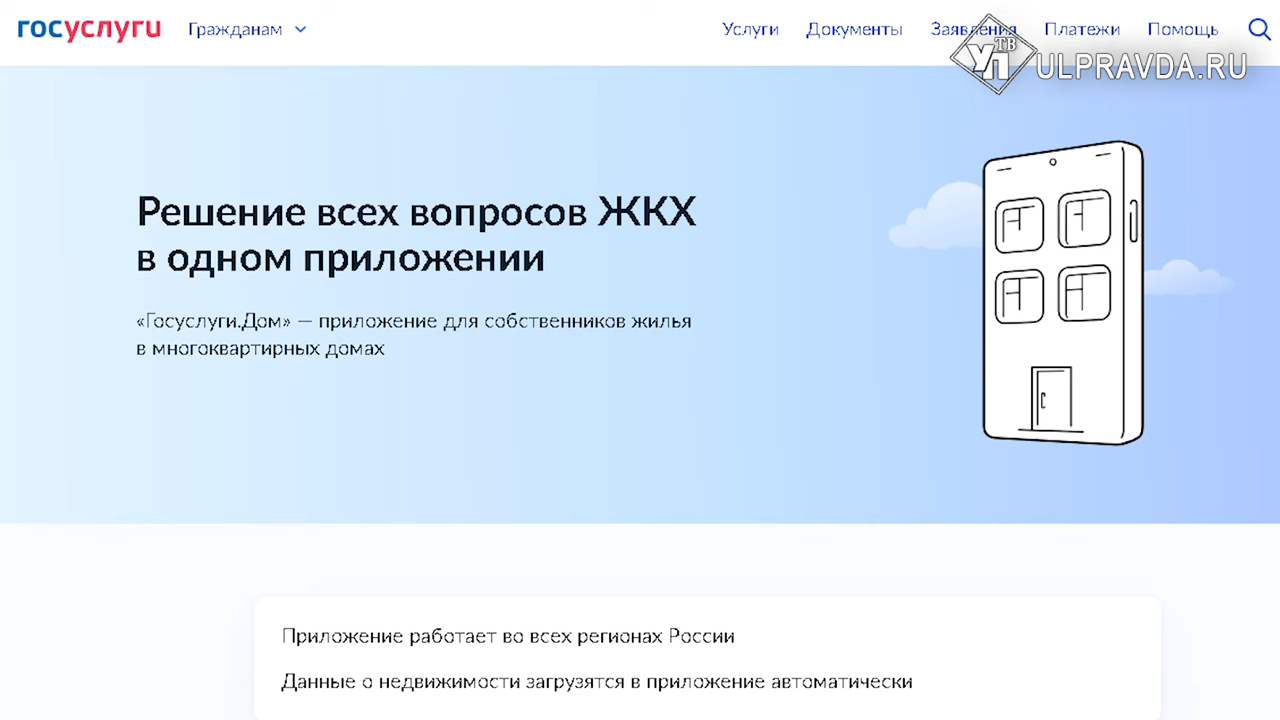 госуслуги Гражданам Услуги Документы Заявления Платежи Помощь
УП ТВ ULPRAVDA.RU
Решение всех вопросов ЖКХ
в одном приложении
«Госуслуги.Дом» — приложение для собственников жилья
в многоквартирных домах
Приложение работает во всех регионах России
Данные о недвижимости загрузятся в приложение автоматически